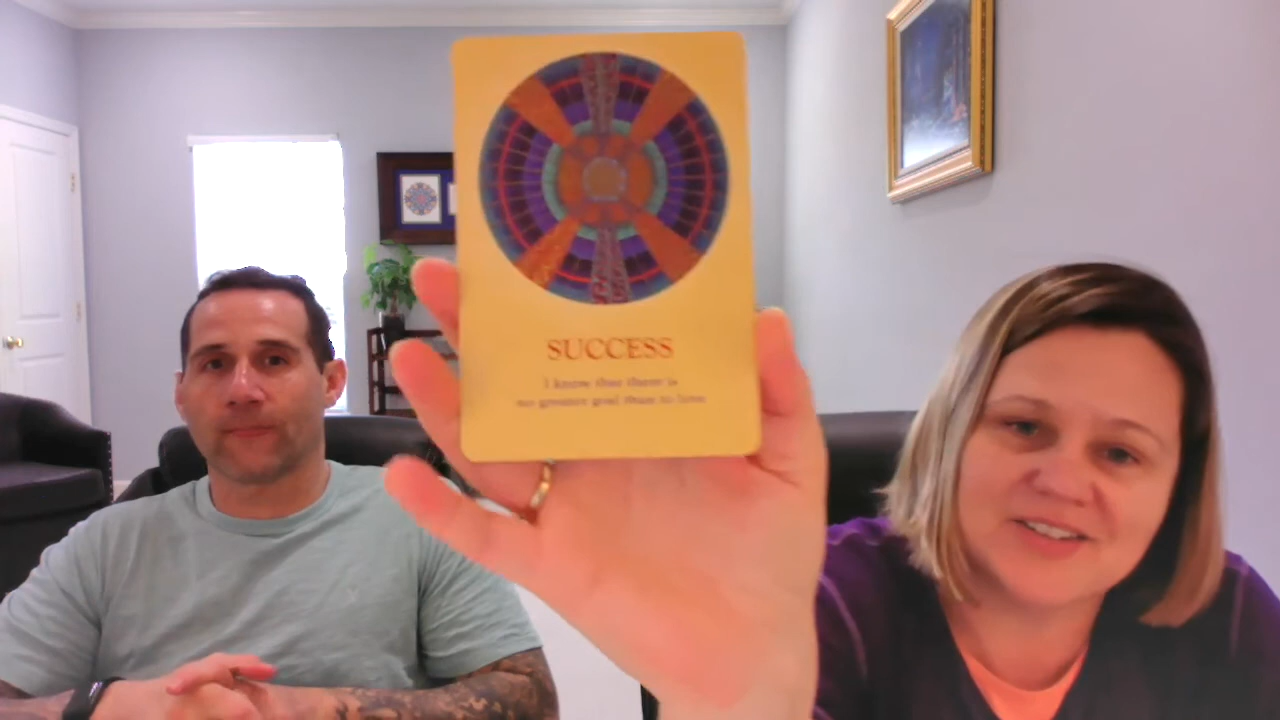 SUCCESS
I know that there is
no greater goal than to love